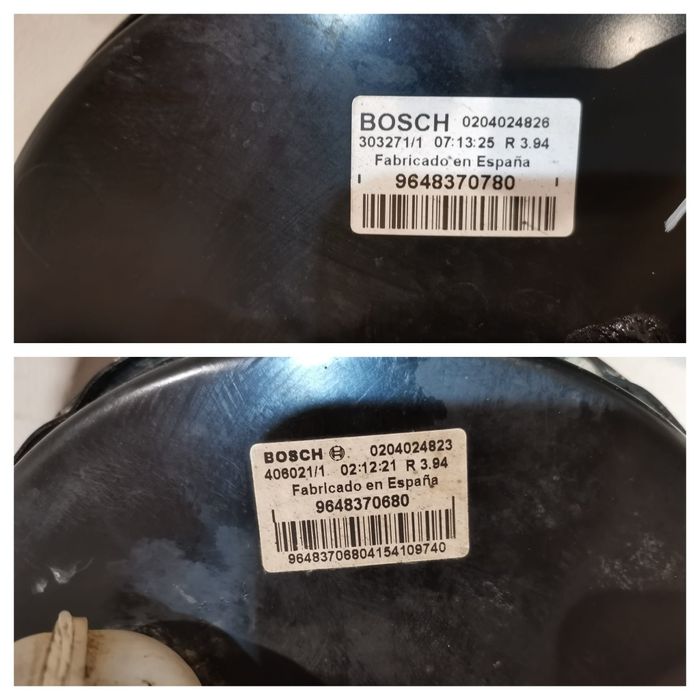 BOSCH 0204024826
303271/1 07:13:25 R 3.94
Fabricado en España
9648370780
BOSCH 0204024823
406021/1 02:12:21 R 3.94
Fabricado en España
9648370680
96483706804154109740